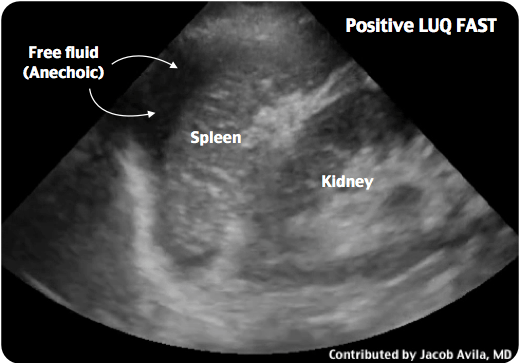 Positive LUQ FAST
Free fluid
(Anechoic)
Spleen
Kidney
Contributed by Jacob Avila, MD